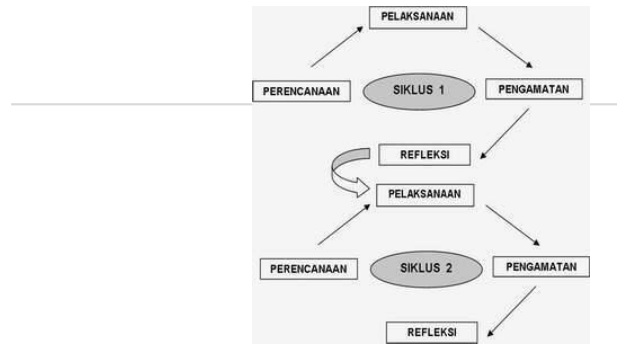 PELAKSANAAN
PERENCANAAN
SIKLUS 1
PENGAMATAN
REFLEKSI
PELAKSANAAN
PERENCANAAN
SIKLUS 2
PENGAMATAN
REFLEKSI